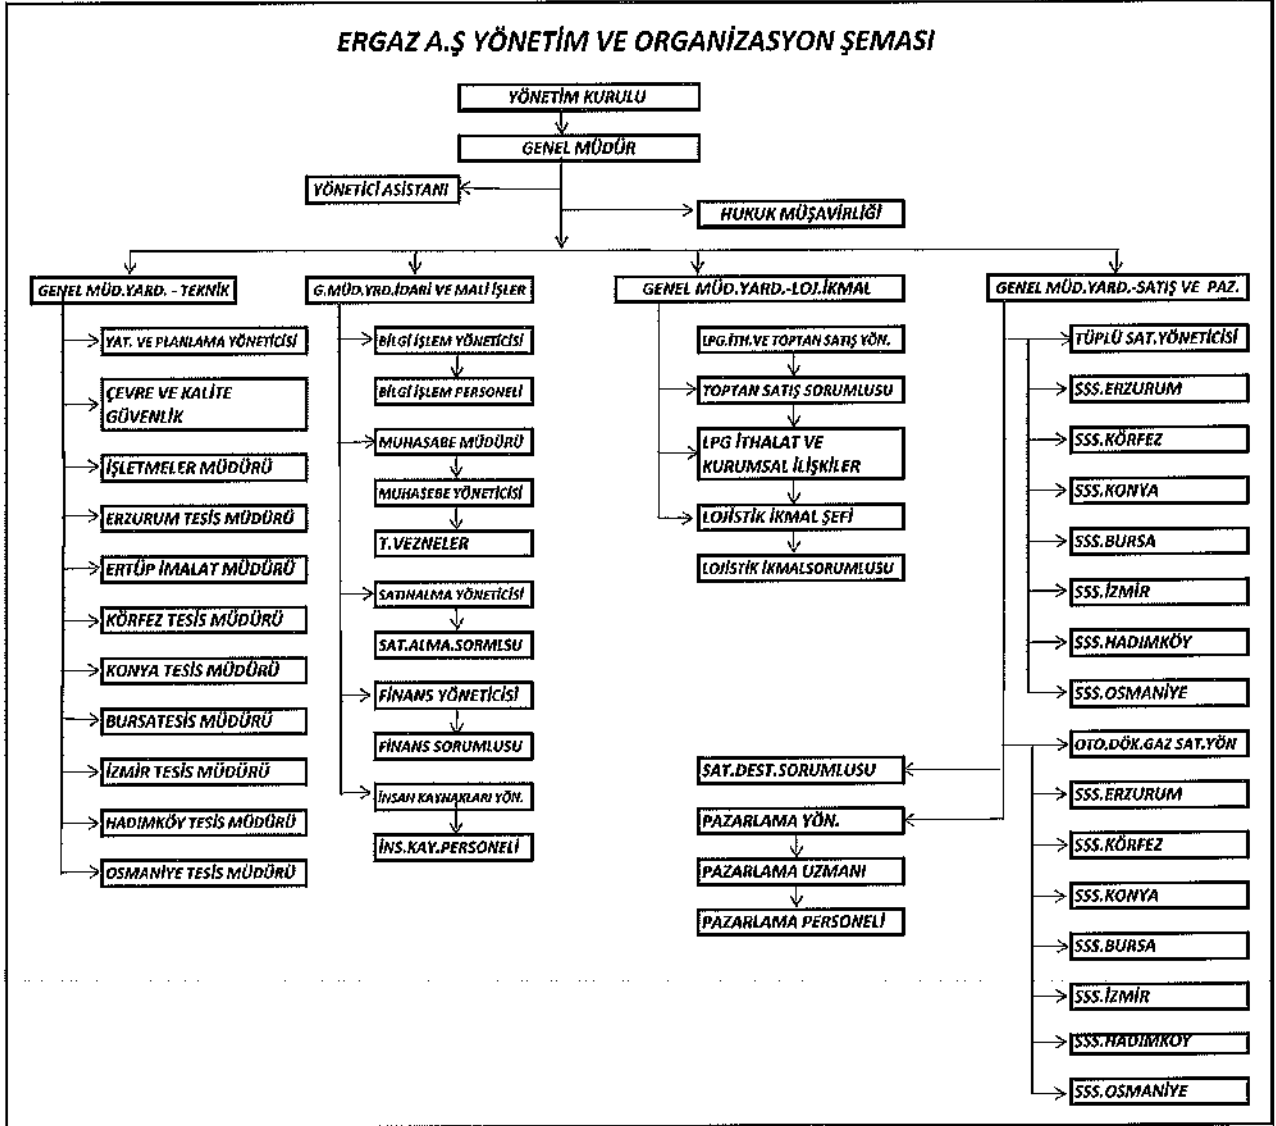 ERGAZ A.Ş YÖNETİM VE ORGANİZASYON ŞEMASI
YÖNETİM KURULU
GENEL MÜDÜR
YÖNETİCİ ASİSTANI
HUKUK MÜŞAVİRLİĞİ
GENEL MÜD.YARD. - TEKNİK
YAT. VE PLANLAMA YÖNETİCİSİ
ÇEVRE VE KALİTE
GÜVENLİK
İŞLETMELER MÜDÜRÜ
ERZURUM TESİS MÜDÜRÜ
ERTÜP İMALAT MÜDÜRÜ
KÖRFEZ TESİS MÜDÜRÜ
KONYA TESİS MÜDÜRÜ
BURSATESİS MÜDÜRÜ
İZMİR TESİS MÜDÜRÜ
HADIMKÖY TESİS MÜDÜRÜ
OSMANİYE TESİS MÜDÜRÜ
G.MÜD.YRD.İDARİ VE MALİ İŞLER
BİLGİ İŞLEM YÖNETİCİSİ
BİLGİ İŞLEM PERSONELİ
MUHASABE MÜDÜRÜ
MUHASEBE YÖNETİCİSİ
T.VEZNELER
SATINALMA YÖNETİCİSİ
SAT.ALMA.SORMLSU
FİNANS YÖNETİCİSİ
FİNANS SORUMLUSU
İNSAN KAYNAKLARI YÖN.
İNS.KAY.PERSONELİ
GENEL MÜD.YARD.-LOJ.İKMAL
LPG.İTH.VE TOPTAN SATIŞ YÖN.
TOPTAN SATIŞ SORUMLUSU
LPG İTHALAT VE
KURUMSAL İLİŞKİLER
LOJİSTİK İKMAL ŞEFİ
LOJİSTİK İKMALSORUMLUSU
SAT.DEST.SORUMLUSU
PAZARLAMA YÖN.
PAZARLAMA UZMANI
PAZARLAMA PERSONELİ
GENEL MÜD.YARD.-SATIŞ VE PAZ.
TÜPLÜ SAT.YÖNETİCİSİ
SSS.ERZURUM
SSS.KÖRFEZ
SSS.KONYA
SSS.BURSA
SSS.İZMİR
SSS.HADIMKÖY
SSS.OSMANİYE
OTO.DÖK.GAZ SAT.YÖN
SSS.ERZURUM
SSS.KÖRFEZ
SSS.KONYA
SSS.BURSA
SSS.İZMİR
SSS.HADIMKÖY
SSS.OSMANİYE